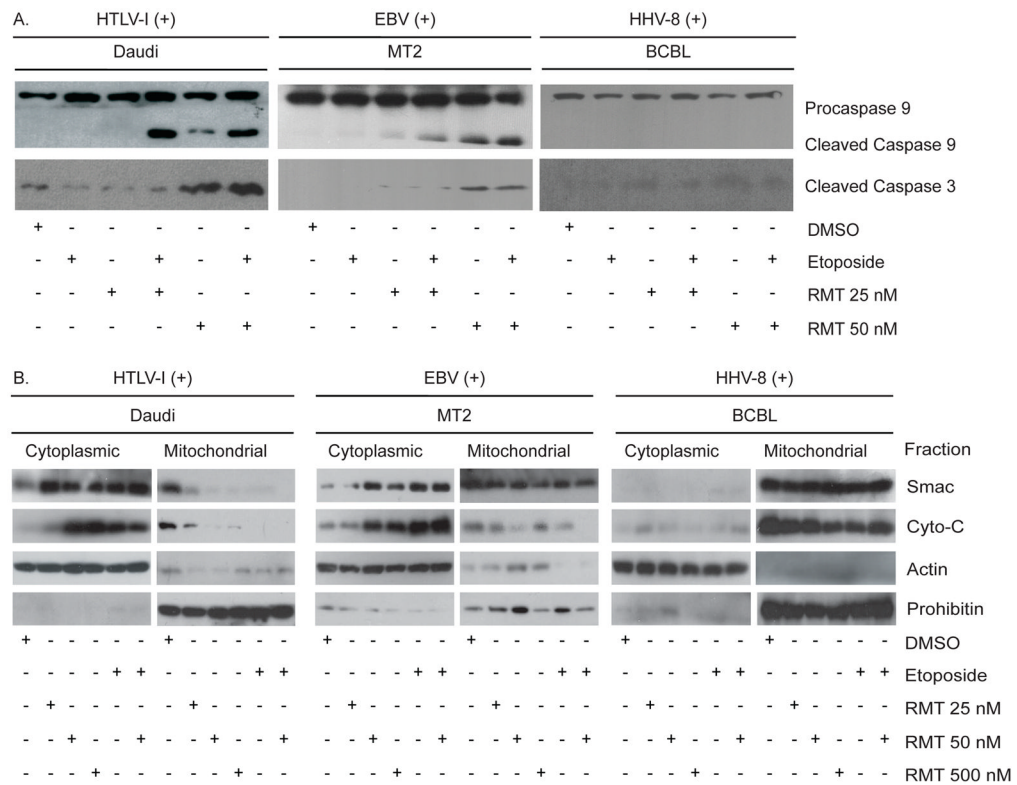 A. HTLV-I (+) EBV (+) HHV-8 (+)
Daudi MT2 BCBL
Procaspase 9
Cleaved Caspase 9
Cleaved Caspase 3
+ - - - - - + - - - - - + - - - - - DMSO
- + - + - + - + - + - + - + - + - + Etoposide
- - + + - - - - + + - - - - + + - - RMT 25 nM
- - - - + + - - - - + + - - - - + + RMT 50 nM
B. HTLV-I (+) EBV (+) HHV-8 (+)
Daudi MT2 BCBL
Cytoplasmic Mitochondrial Cytoplasmic Mitochondrial Cytoplasmic Mitochondrial Fraction
Smac
Cyto-C
Actin
Prohibitin
+ - - - - - + - - - - - + - - - - - + - - - - - + - - - - - + - - - - - DMSO
- - - - + + - - - - + + - - - - + + - - - - + + - - - - + + - - - - + + Etoposide
- + - - - - - + - - - - - + - - - - - + - - - - - + - - - - - + - - - - RMT 25 nM
- - + - - + - - + - - + - - + - - + - - + - - + - - + - - + - - + - - + RMT 50 nM
- - - + - - - - - + - - - - - + - - - - - + - - - - - + - - - - - + - - RMT 500 nM